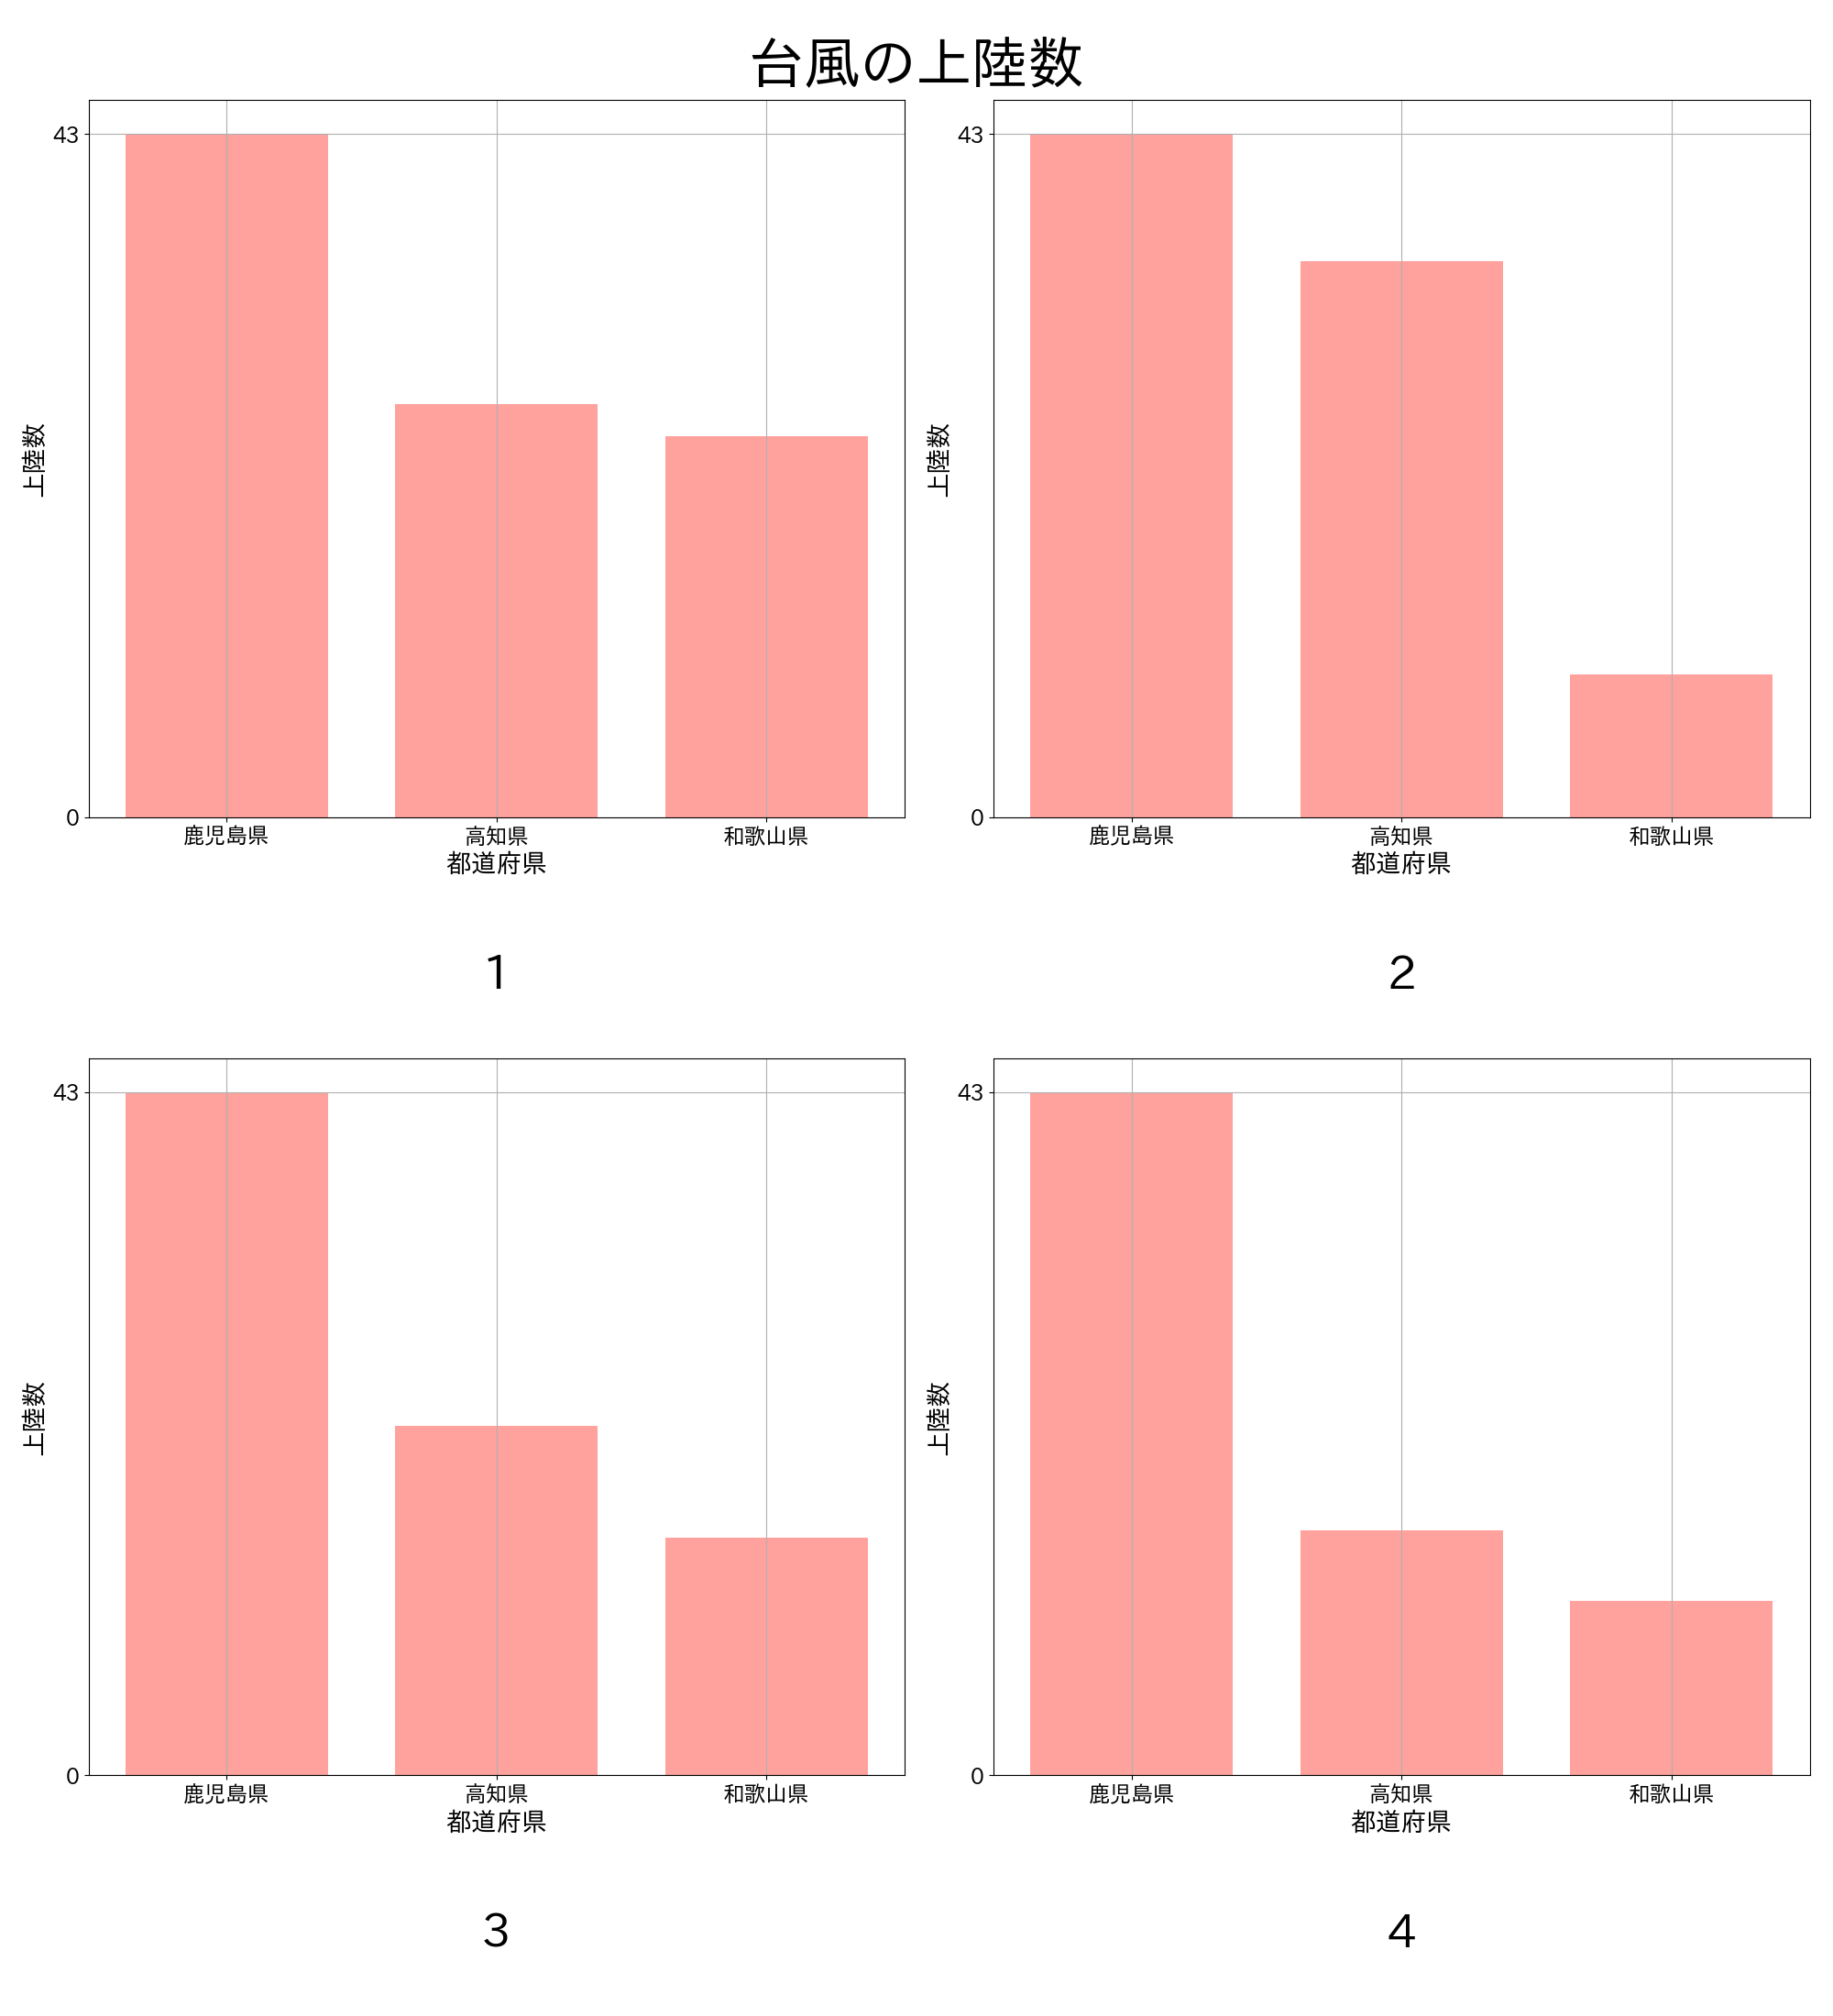 台風の上陸数
43
0
上陸数
鹿児島県 高知県 和歌山県
都道府県
1
43
0
上陸数
鹿児島県 高知県 和歌山県
都道府県
2
43
0
上陸数
鹿児島県 高知県 和歌山県
都道府県
3
43
0
上陸数
鹿児島県 高知県 和歌山県
都道府県
4